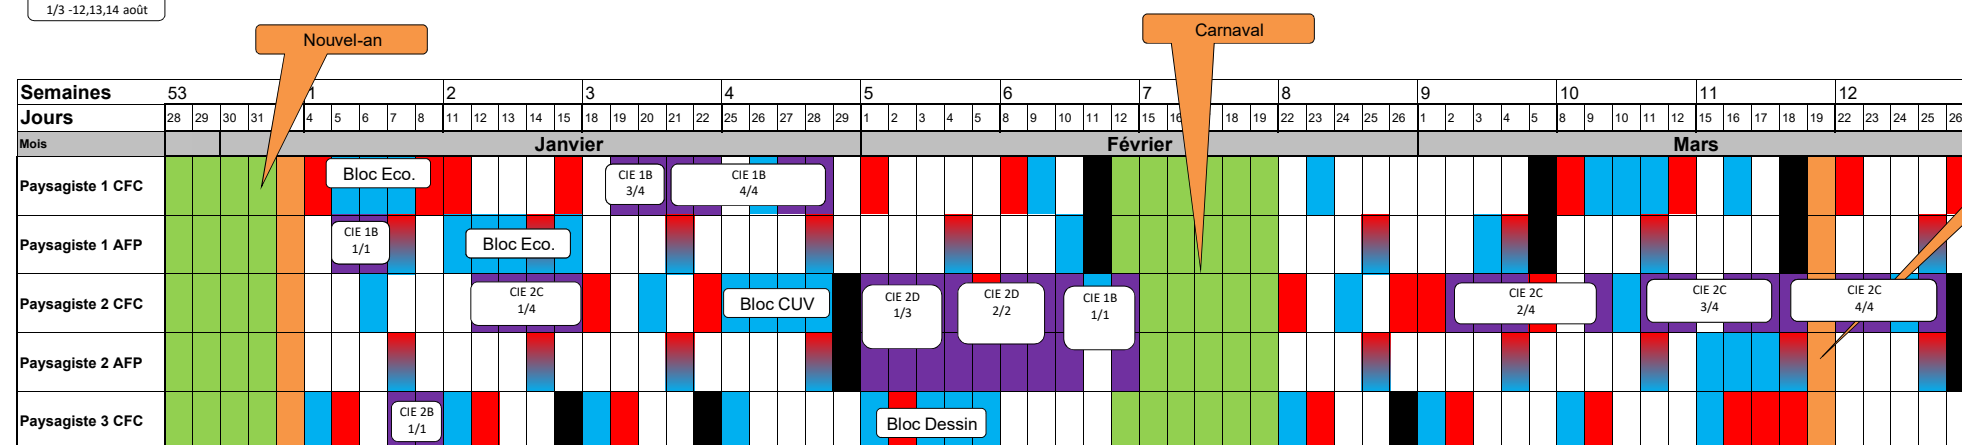 1/3 -12,13,14 août
Nouvel-an
Carnaval
Semaines 53 1 2 3 4 5 6 7 8 9 10 11 12
Jours 28 29 30 31 4 5 6 7 8 11 12 13 14 15 18 19 20 21 22 25 26 27 28 29 1 2 3 4 5 8 9 10 11 12 15 16 18 19 22 23 24 25 26 1 2 3 4 5 8 9 10 11 12 15 16 17 18 19 22 23 24 25 26
Mois Janvier Février Mars
Paysagiste 1 CFC
Bloc Eco.
CIE 1B
3/4
CIE 1B
4/4
Paysagiste 1 AFP
CIE 1B
1/1
Bloc Eco.
Paysagiste 2 CFC
CIE 2C
1/4
Bloc CUV
CIE 2D
1/3
CIE 2D
2/2
CIE 1B
1/1
CIE 2C
2/4
CIE 2C
3/4
CIE 2C
4/4
Paysagiste 2 AFP
Paysagiste 3 CFC
CIE 2B
1/1
Bloc Dessin